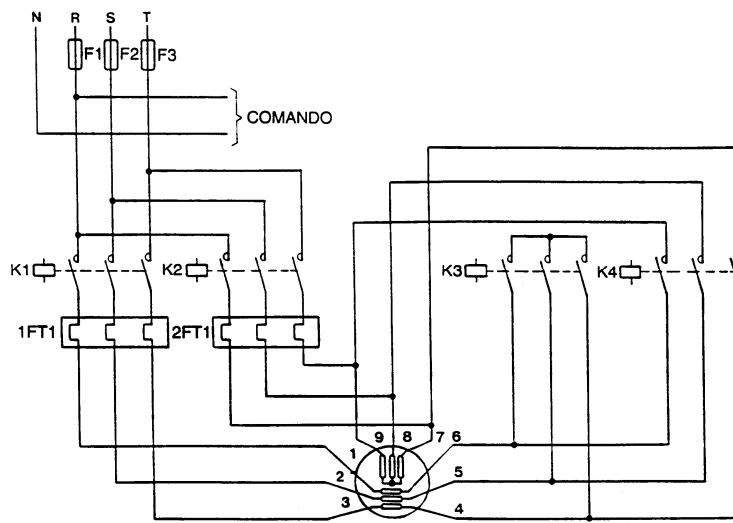 N R S T
F1 F2 F3
COMANDO
K1 K2 K3 K4
1FT1 2FT1
9 8 7 6
1
2 5
3 4